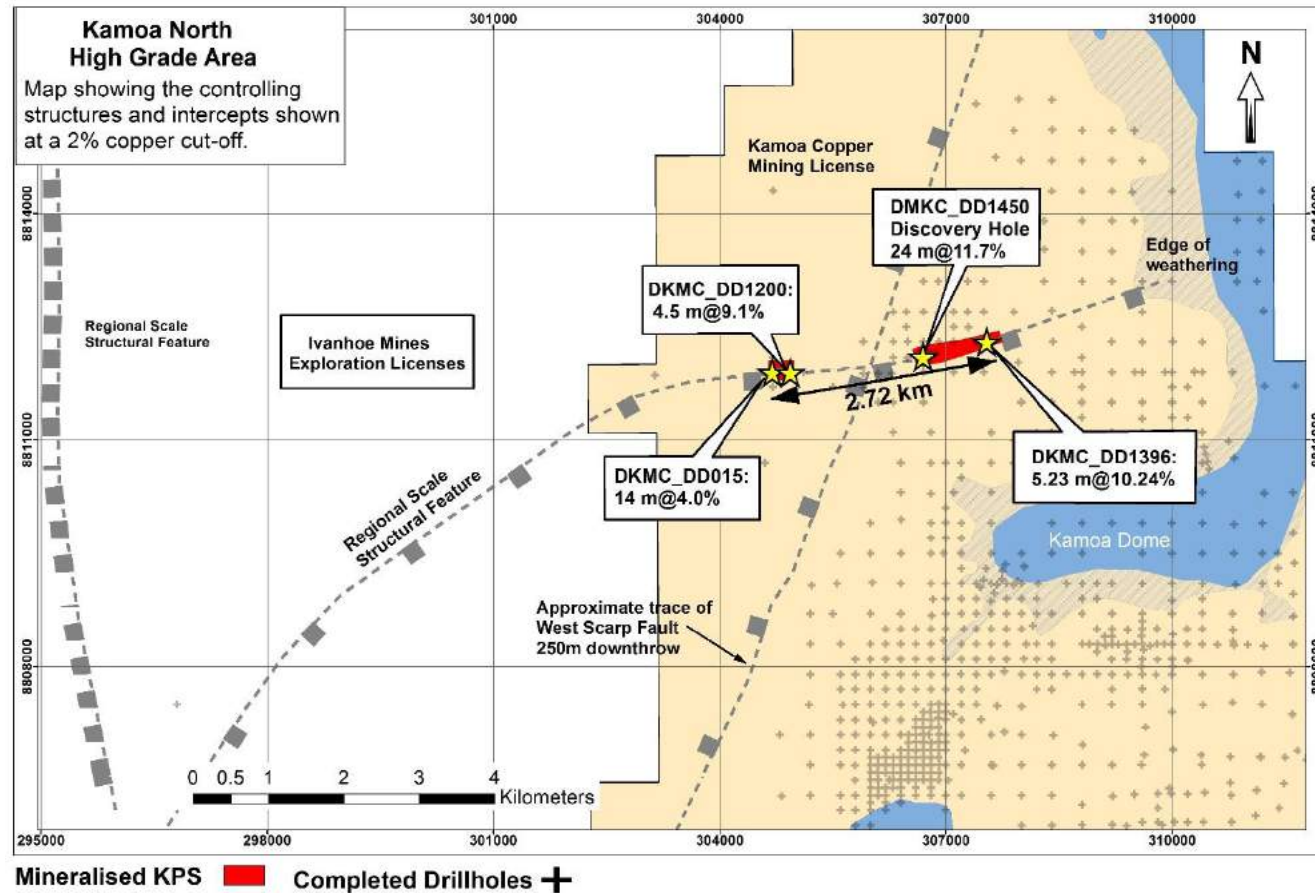 Kamoa North
High Grade Area
Map showing the controlling
structures and intercepts shown
at a 2% copper cut-off.
301000
304000
307000
310000
N
Kamoa Copper
Mining License
8814000
8814000
DMKC_DD1450
Discovery Hole
24 m@11.7%
Edge of
weathering
DKMC_DD1200:
4.5 m@9.1%
Regional Scale
Structural Feature
Ivanhoe Mines
Exploration Licenses
2.72 km
8811000
8811000
DKMC_DD015:
14 m@4.0%
DKMC_DD1396:
5.23 m@10.24%
Regional Scale
Structural Feature
Kamoa Dome
Approximate trace of
West Scarp Fault
250m downthrow
8808000
8808000
0 0.5 1 2 3 4
Kilometers
295000
298000
301000
304000
307000
310000
Mineralised KPS
Completed Drillholes